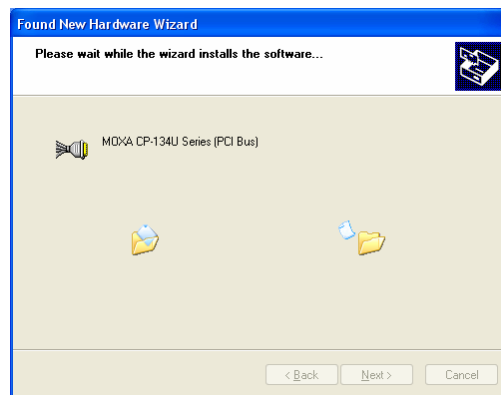 Found New Hardware Wizard
Please wait while the wizard installs the software...
MOXA CP-134U Series (PCI Bus)
< Back
Next >
Cancel